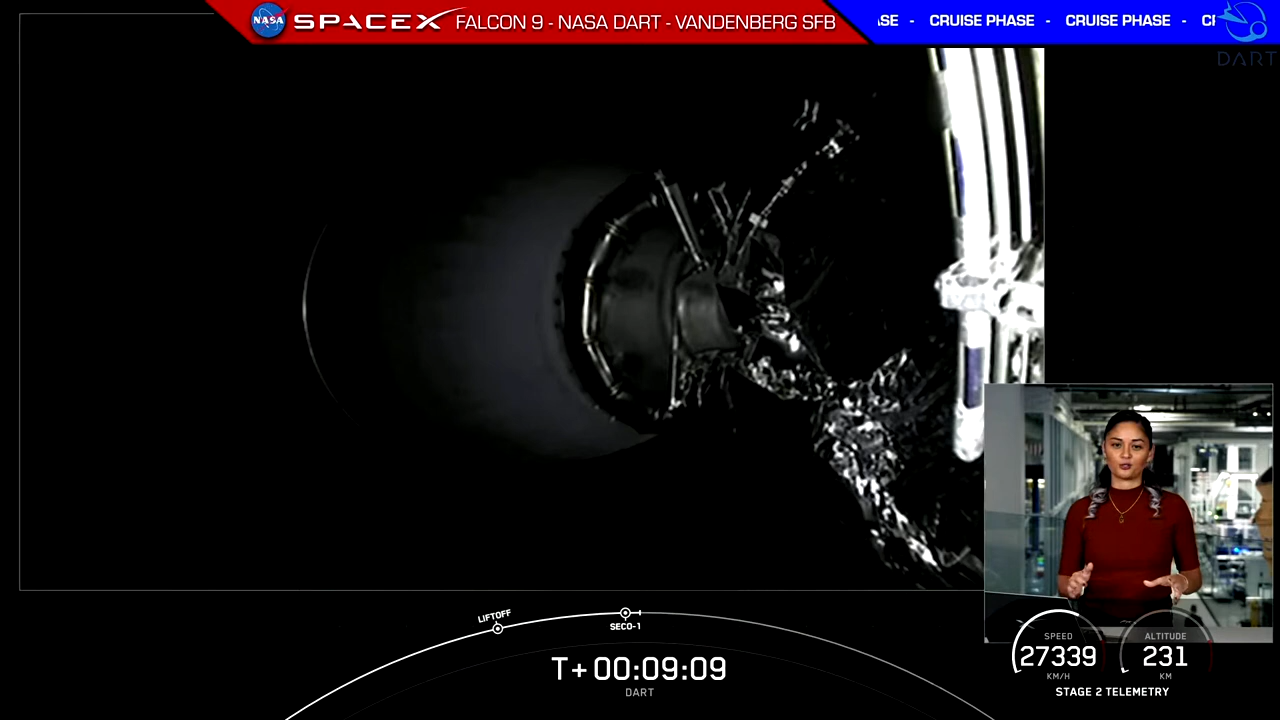 NASA
SPACEX
FALCON 9 - NASA DART - VANDENBERG SFB
ASE - CRUISE PHASE - CRUISE PHASE -
DART
LIFTOFF
SECO-1
T+ 00:09:09
DART
SPEED
27339
KM/H
ALTITUDE
231
KM
STAGE 2 TELEMETRY